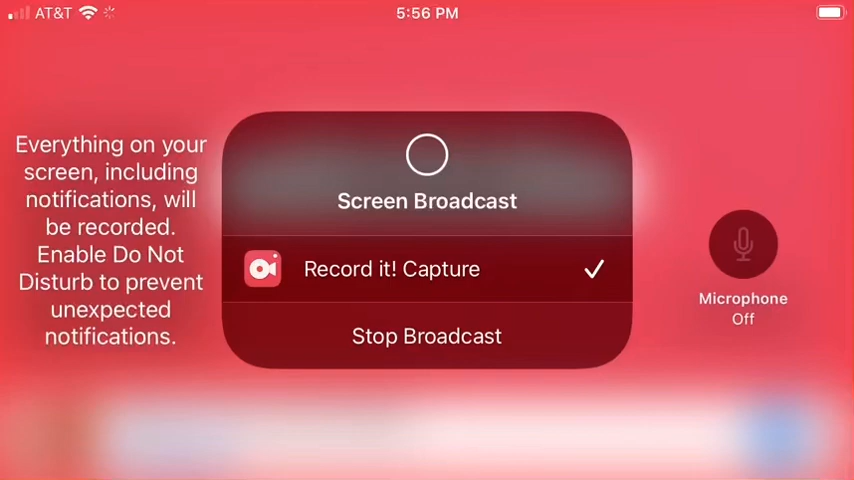 AT&T
5:56 PM
Everything on your
screen, including
notifications, will
be recorded.
Enable Do Not
Disturb to prevent
unexpected
notifications.
Screen Broadcast
Record it! Capture
Stop Broadcast
Microphone
Off